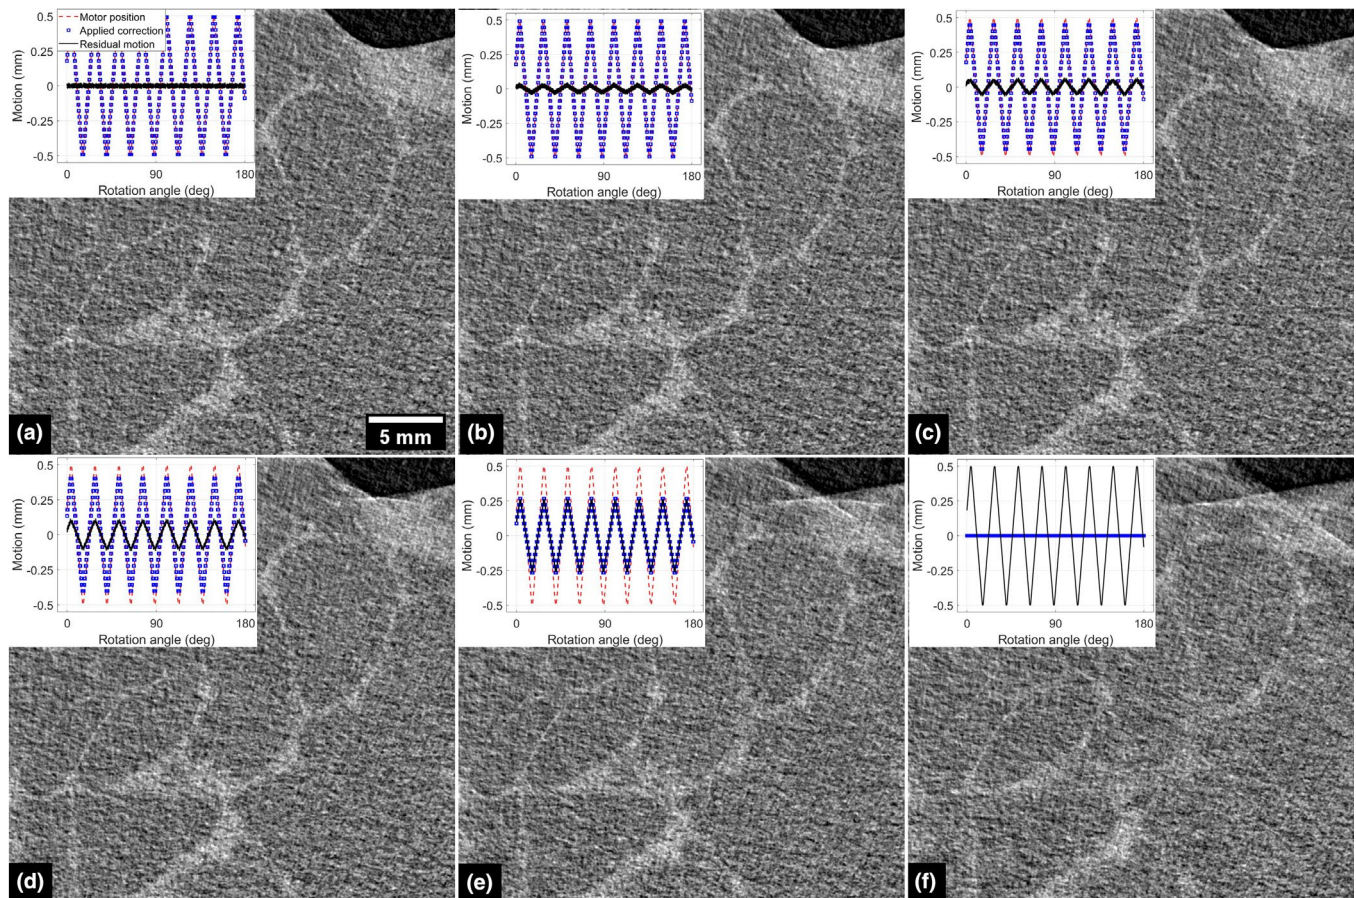 Motor position
Applied correction
Residual motion
0.5
0.25
0
-0.25
-0.5
Motion (mm)
0 90 180
Rotation angle (deg)
(a)
5 mm
0.5
0.25
0
-0.25
-0.5
Motion (mm)
0 90 180
Rotation angle (deg)
(b)
0.5
0.25
0
-0.25
-0.5
Motion (mm)
0 90 180
Rotation angle (deg)
(c)
0.5
0.25
0
-0.25
-0.5
Motion (mm)
0 90 180
Rotation angle (deg)
(d)
0.5
0.25
0
-0.25
-0.5
Motion (mm)
0 90 180
Rotation angle (deg)
(e)
0.5
0.25
0
-0.25
-0.5
Motion (mm)
0 90 180
Rotation angle (deg)
(f)